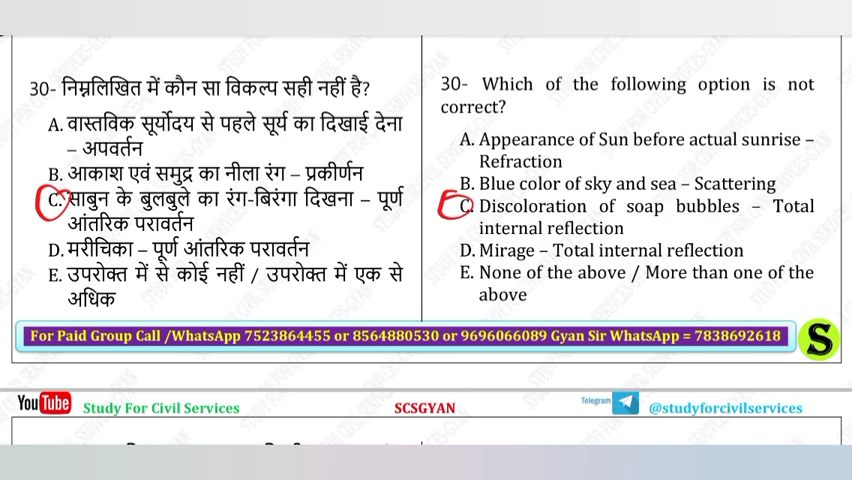 30- निम्नलिखित में कौन सा विकल्प सही नहीं है?
A. वास्तविक सूर्योदय से पहले सूर्य का दिखाई देना
– अपवर्तन
B. आकाश एवं समुद्र का नीला रंग – प्रकीर्णन
C. साबुन के बुलबुले का रंग-बिरंगा दिखना – पूर्ण
आंतरिक परावर्तन
D. मरीचिका – पूर्ण आंतरिक परावर्तन
E. उपरोक्त में से कोई नहीं / उपरोक्त में एक से
अधिक
30- Which of the following option is not
correct?
A. Appearance of Sun before actual sunrise –
Refraction
B. Blue color of sky and sea – Scattering
C. Discoloration of soap bubbles – Total
internal reflection
D. Mirage – Total internal reflection
E. None of the above / More than one of the
above
For Paid Group Call /WhatsApp 7523864455 or 8564880530 or 9696066089 Gyan Sir WhatsApp = 7838692618
S
YouTube Study For Civil Services SCSGYAN Telegram @studyforcivilservices